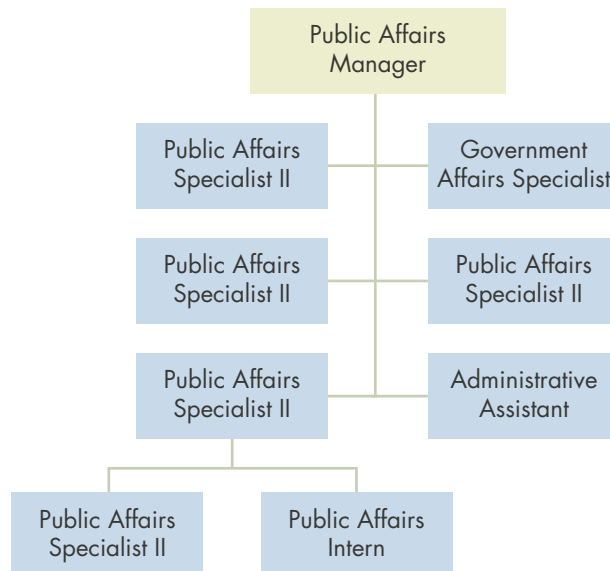 Public Affairs
Manager
Public Affairs
Specialist II
Government
Affairs Specialist
Public Affairs
Specialist II
Public Affairs
Specialist II
Public Affairs
Specialist II
Administrative
Assistant
Public Affairs
Specialist II
Public Affairs
Intern